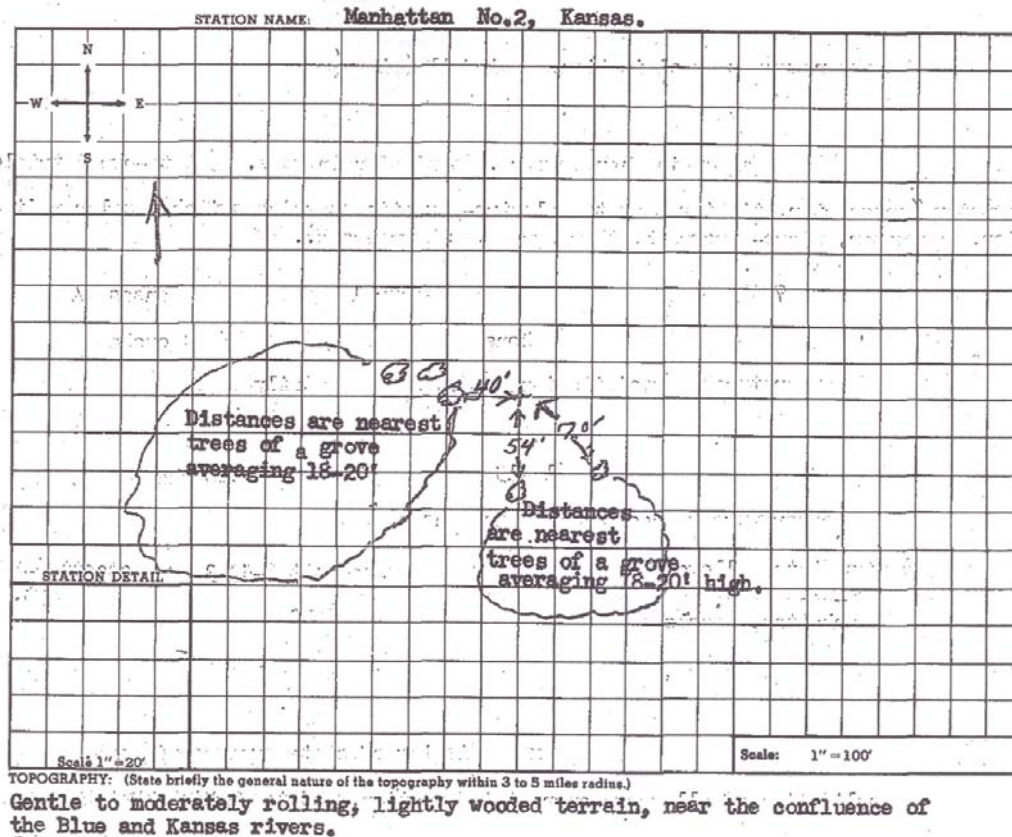 STATION NAME: Manhattan No.2, Kansas.
N
W E
S
40'
Distances are nearest
trees of a grove
averaging 18-20'
70'
54'
Distances
are nearest
trees of a grove
averaging 18-20' high.
STATION DETAIL
Scale 1"=20'
Scale: 1"=100'
TOPOGRAPHY: (State briefly the general nature of the topography within 3 to 5 miles radius.)
Gentle to moderately rolling, lightly wooded terrain, near the confluence of
the Blue and Kansas rivers.